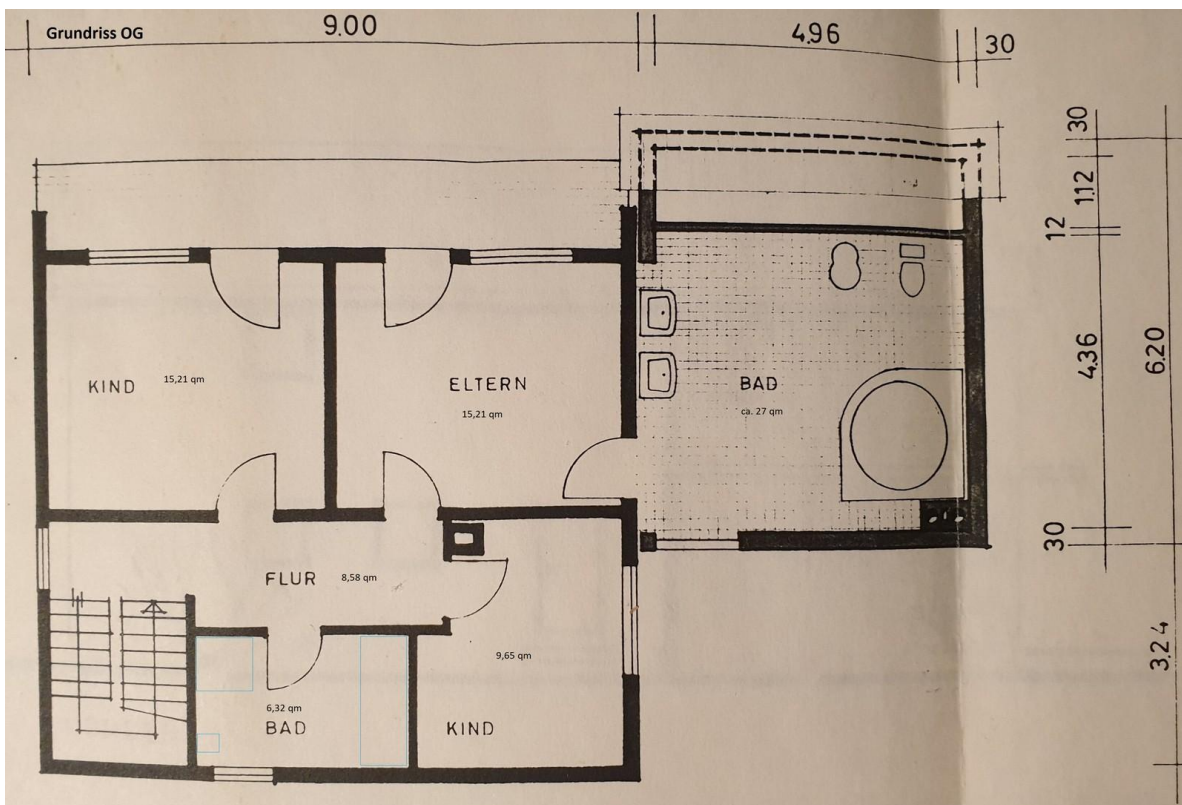 Grundriss OG
9.00
4.96
30
30
1.12
12
4.36
6.20
30
3.24
KIND
15,21 qm
ELTERN
15,21 qm
BAD
ca. 27 qm
FLUR
8,58 qm
9,65 qm
6,32 qm
BAD
KIND